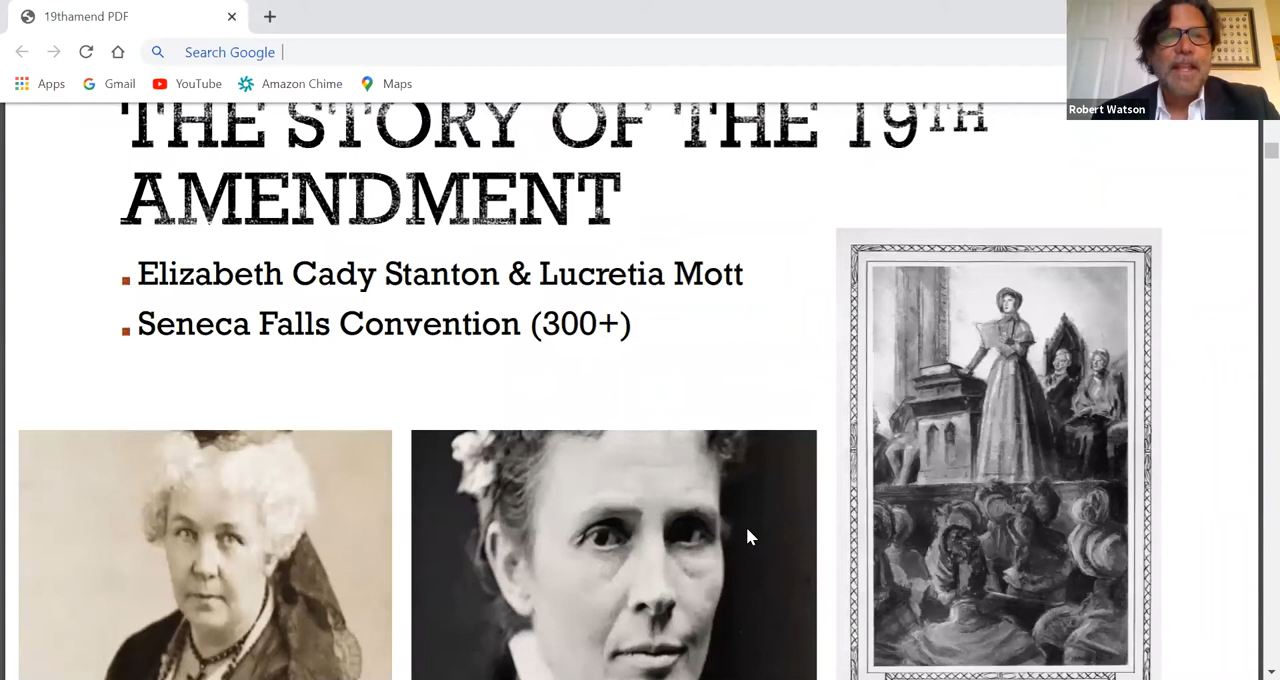 19thamend PDF
Search Google
Apps Gmail YouTube Amazon Chime Maps
Robert Watson
THE STORY OF THE 19TH
AMENDMENT
Elizabeth Cady Stanton & Lucretia Mott
Seneca Falls Convention (300+)